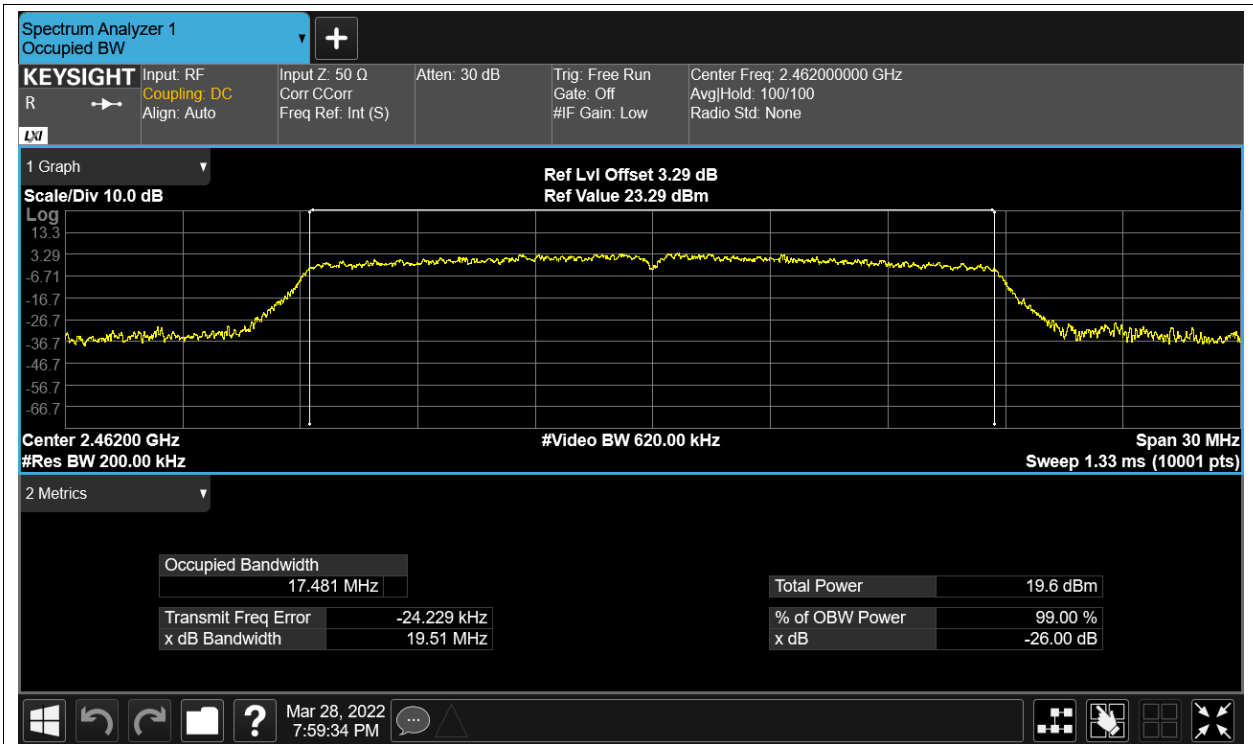 Spectrum Analyzer 1
Occupied BW
KEYSIGHT Input: RF Input Z: 50 Ω Atten: 30 dB Trig: Free Run Center Freq: 2.462000000 GHz
R Coupling: DC Corr CCorr Gate: Off Avg|Hold: 100/100
Align: Auto Freq Ref: Int (S) #IF Gain: Low Radio Std: None
LXI
1 Graph
Ref Lvl Offset 3.29 dB
Scale/Div 10.0 dB Ref Value 23.29 dBm
Log
13.3
3.29
-6.71
-16.7
-26.7
-36.7
-46.7
-56.7
-66.7
Center 2.46200 GHz #Video BW 620.00 kHz Span 30 MHz
#Res BW 200.00 kHz Sweep 1.33 ms (10001 pts)
2 Metrics
Occupied Bandwidth
17.481 MHz Total Power 19.6 dBm
Transmit Freq Error -24.229 kHz % of OBW Power 99.00 %
x dB Bandwidth 19.51 MHz x dB -26.00 dB
? Mar 28, 2022
7:59:34 PM